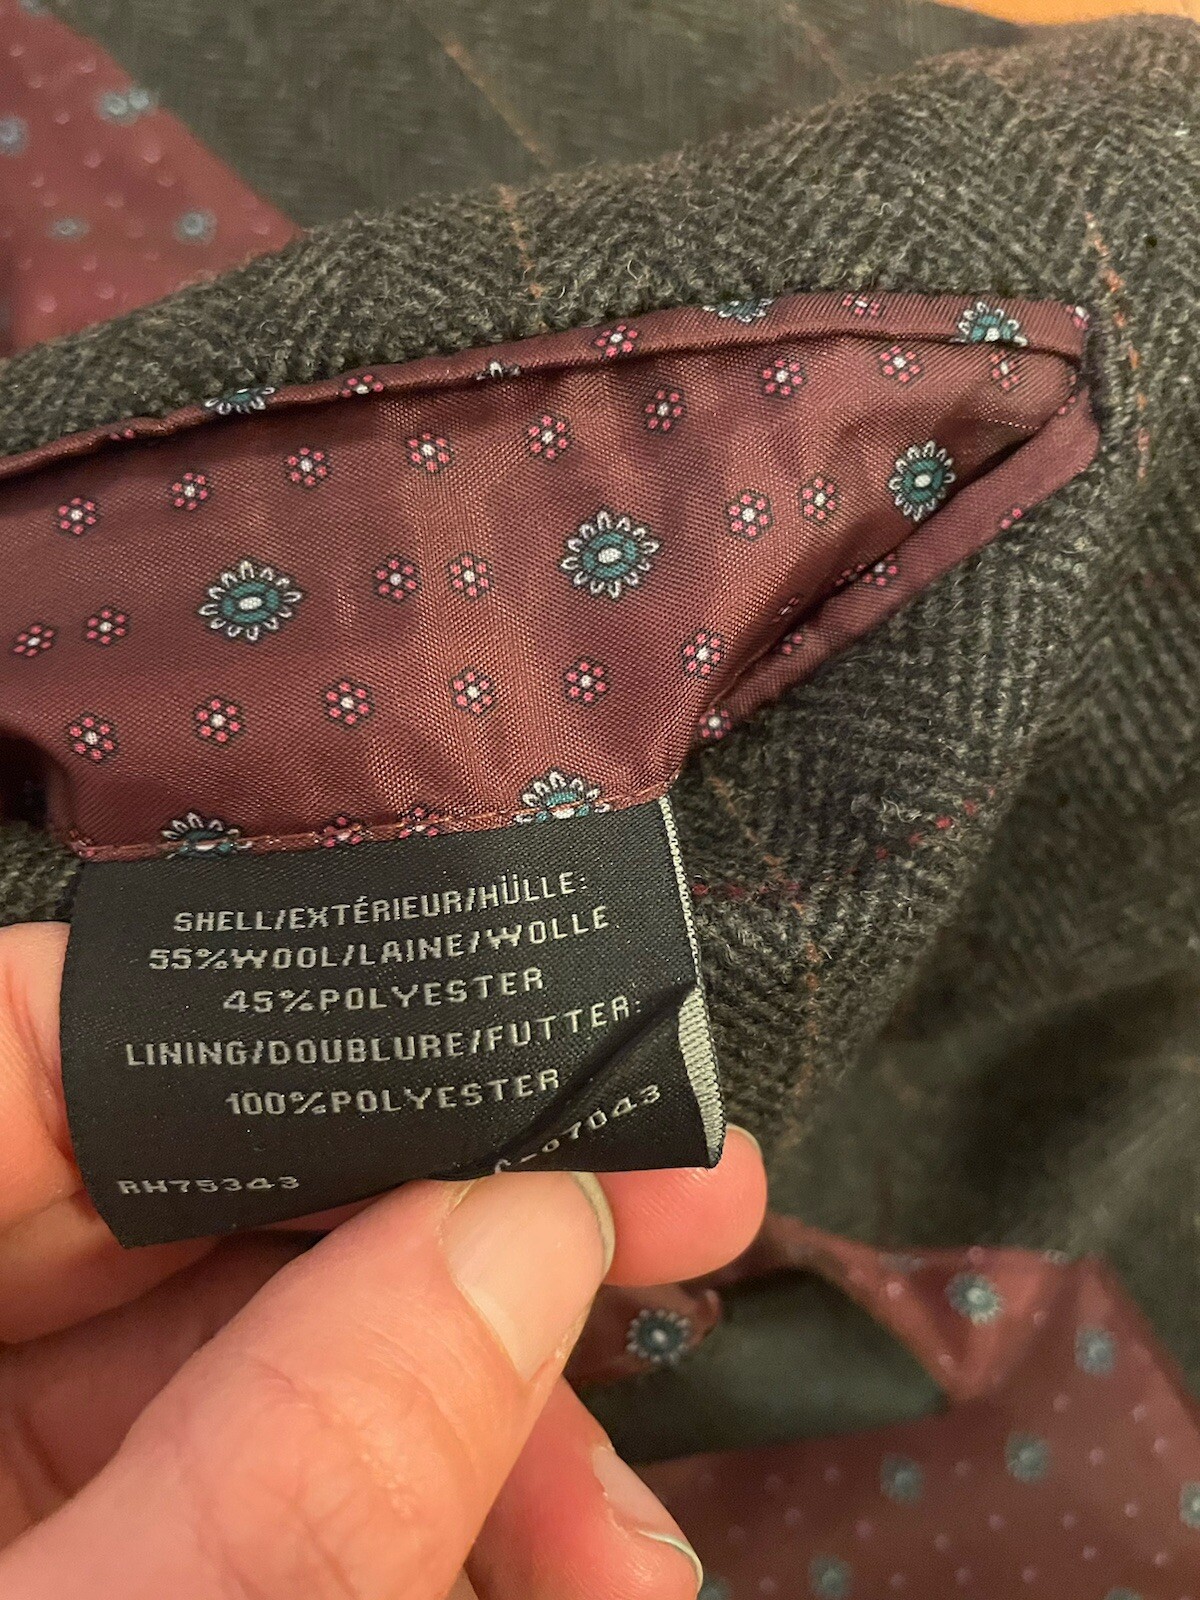 SHELL/EXTÉRIEUR/HÜLLE:
55%WOOL/LAINE/WOLLE
45%POLYESTER
LINING/DOUBLURE/FUTTER:
100%POLYESTER
RH75343